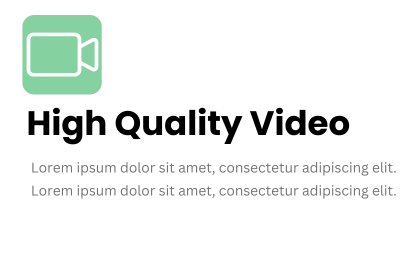 High Quality Video
Lorem ipsum dolor sit amet, consectetur adipiscing elit.
Lorem ipsum dolor sit amet, consectetur adipiscing elit.